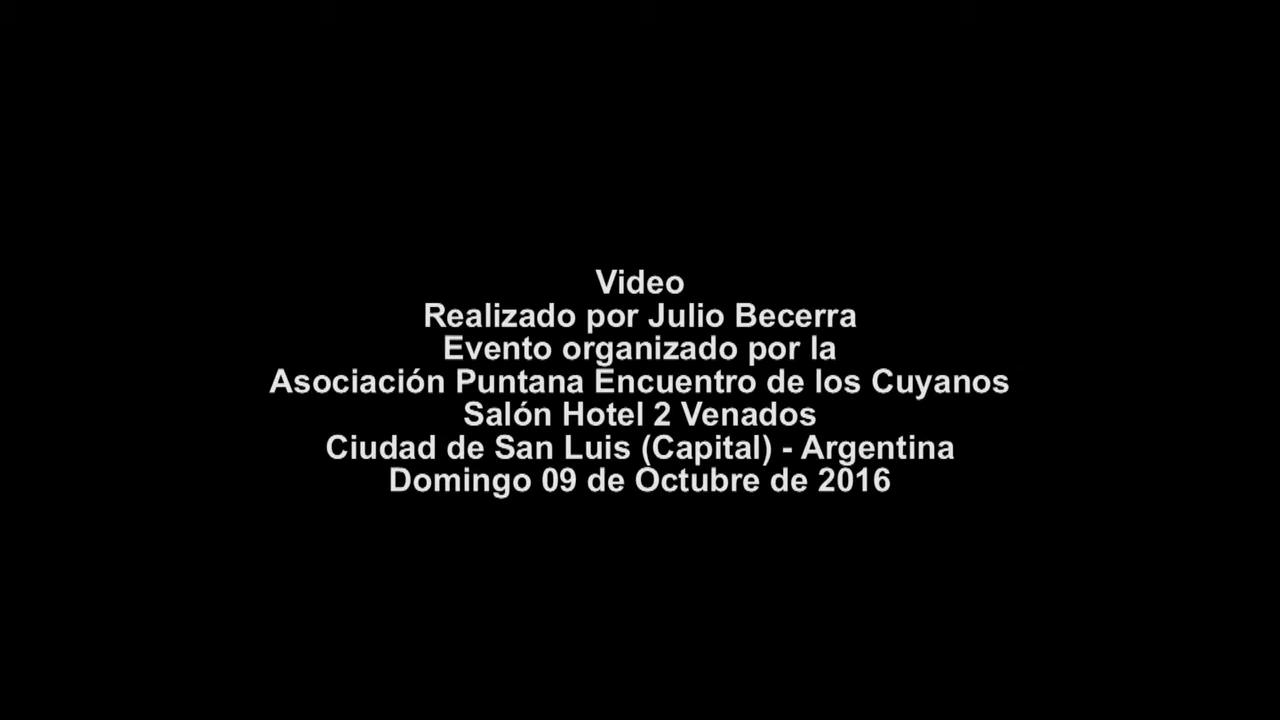 Video
Realizado por Julio Becerra
Evento organizado por la
Asociación Puntana Encuentro de los Cuyanos
Salón Hotel 2 Venados
Ciudad de San Luis (Capital) - Argentina
Domingo 09 de Octubre de 2016